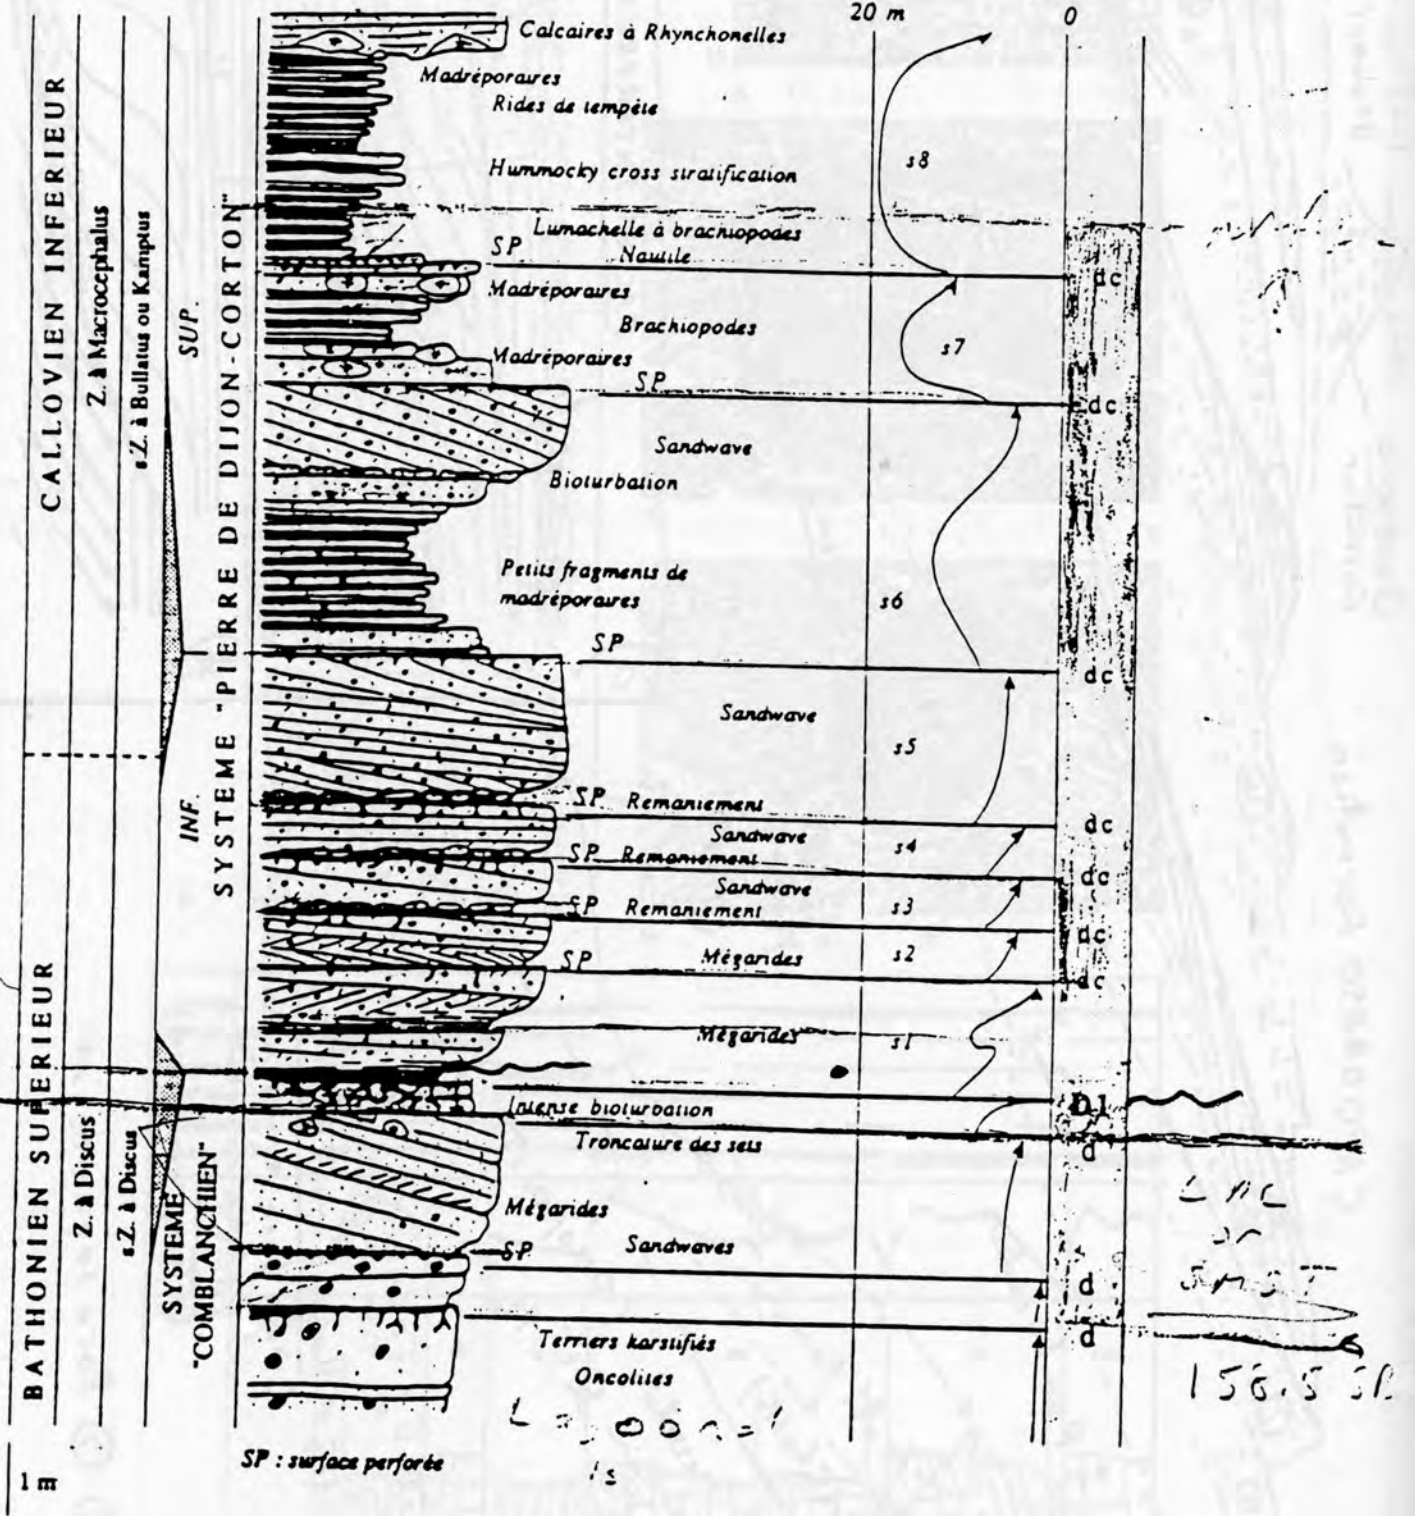 20 m 0
Calcaires à Rhynchonelles
Madréporaires
Rides de tempête
s8
Hummocky cross stratification
Lumachelle à brachiopodes
SP Nautile
dc
Madréporaires
Brachiopodes
s7
Madréporaires
SP
dc
Sandwave
Bioturbation
Petits fragments de
madréporaires
s6
SP
dc
Sandwave
s5
SP Remaniement
dc
Sandwave
s4
SP Remaniement
dc
Sandwave
s3
SP Remaniement
dc
Mégarides
s2
SP
dc
Mégarides
s1
D1
Intense bioturbation
Troncature des sets
d
Mégarides
SP
Sandwaves
d
d
Terriers karstifiés
Oncolites
158.5 SB
SP : surface perforée
1 m
CALLOVIEN INFERIEUR
BATHONIEN SUPERIEUR
Z. à Macrocephalus
Z. à Discus
s.Z. à Bullatus ou Kamptus
s.Z. à Discus
SUP.
INF.
SYSTEME "PIERRE DE DIJON-CORTON"
SYSTEME
"COMBLANCHIEN"